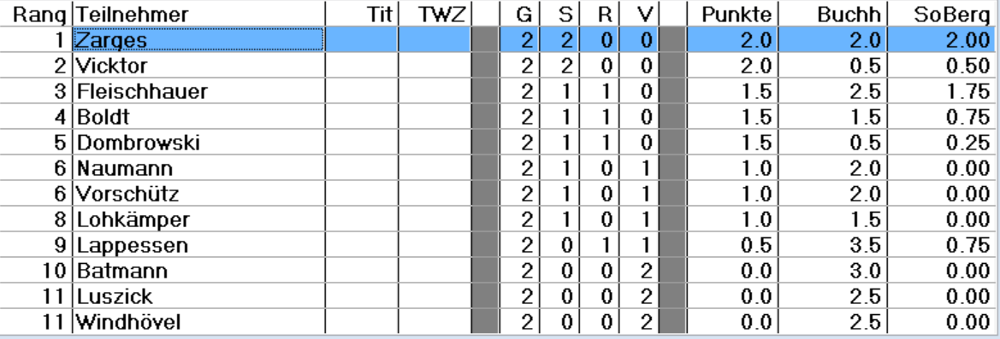 Rang Teilnehmer Tit TWZ G S R V Punkte Buchh SoBerg
1 Zarges 2 2 0 0 2.0 2.0 2.00
2 Vicktor 2 2 0 0 2.0 0.5 0.50
3 Fleischhauer 2 1 1 0 1.5 2.5 1.75
4 Boldt 2 1 1 0 1.5 1.5 0.75
5 Dombrowski 2 1 1 0 1.5 0.5 0.25
6 Naumann 2 1 0 1 1.0 2.0 0.00
6 Vorschütz 2 1 0 1 1.0 2.0 0.00
8 Lohkämper 2 1 0 1 1.0 1.5 0.00
9 Lappessen 2 0 1 1 0.5 3.5 0.75
10 Batmann 2 0 0 2 0.0 3.0 0.00
11 Luszick 2 0 0 2 0.0 2.5 0.00
11 Windhövel 2 0 0 2 0.0 2.5 0.00